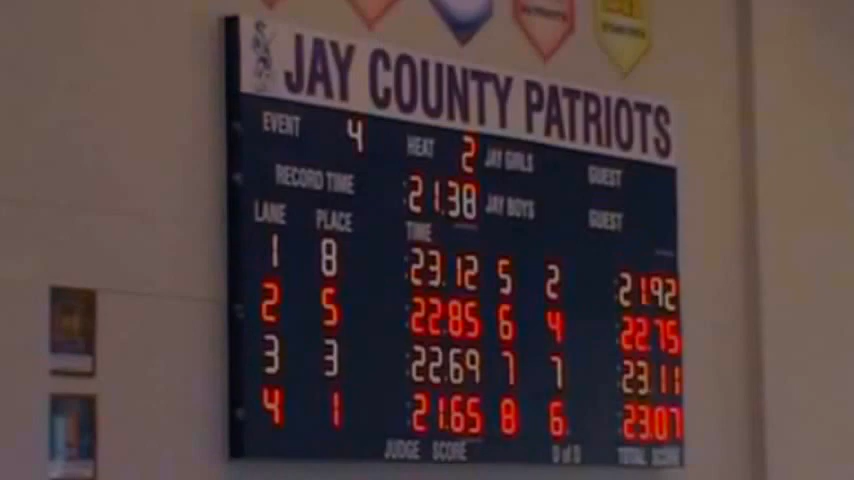 JAY COUNTY PATRIOTS
EVENT 4 HEAT 2 JAY GIRLS GUEST
RECORD TIME :21.38 JAY BOYS GUEST
LANE PLACE TIME
1 8 :23.12 5 2 :21.92
2 5 :22.85 6 4 :22.75
3 3 :22.69 7 7 :23.11
4 1 :21.65 8 6 :23.07
JUDGE SCORE D of D TOTAL SCORE